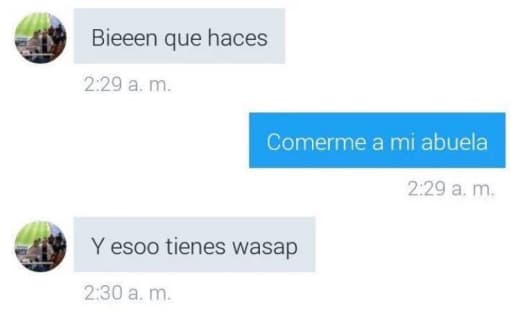 Bieeen que haces
2:29 a. m.
Comerme a mi abuela
2:29 a. m.
Y esoo tienes wasap
2:30 a. m.